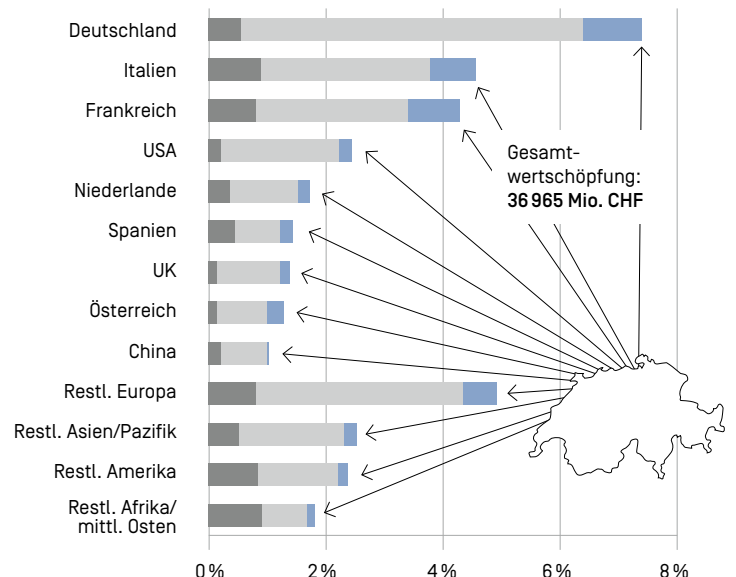 Deutschland
Italien
Frankreich
USA
Niederlande
Spanien
UK
Österreich
China
Restl. Europa
Restl. Asien/Pazifik
Restl. Amerika
Restl. Afrika/
mittl. Osten
Gesamt-
wertschöpfung:
36 965 Mio. CHF
0 % 2 % 4 % 6 % 8 %